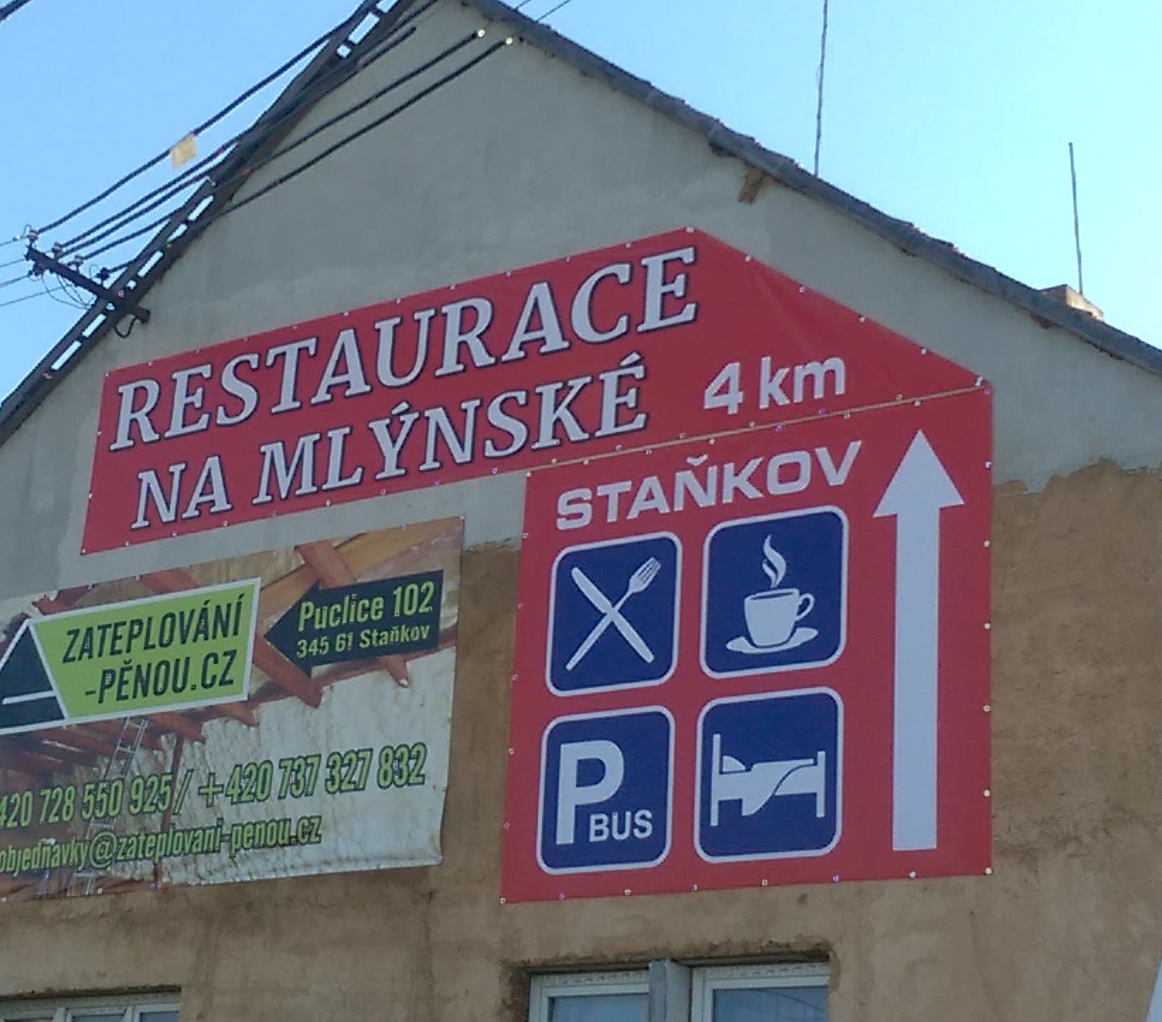 RESTAURACE
NA MLÝNSKÉ
4 km
STAŇKOV
P
BUS
ZATEPLOVÁNÍ
-PĚNOU.CZ
Puclice 102
345 61 Staňkov
420 728 550 925 / +420 737 327 832
objednavky@zateplovani-penou.cz